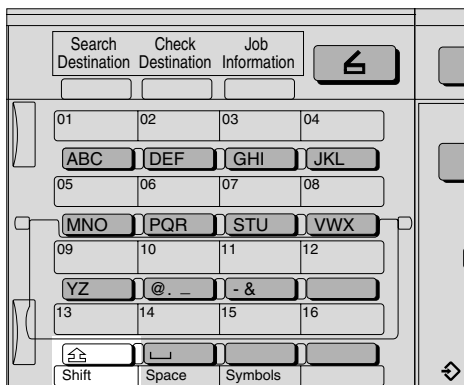 Search Check Job
Destination Destination Information
01 02 03 04
ABC DEF GHI JKL
05 06 07 08
MNO PQR STU VWX
09 10 11 12
YZ @. _ - &
13 14 15 16
Shift Space Symbols